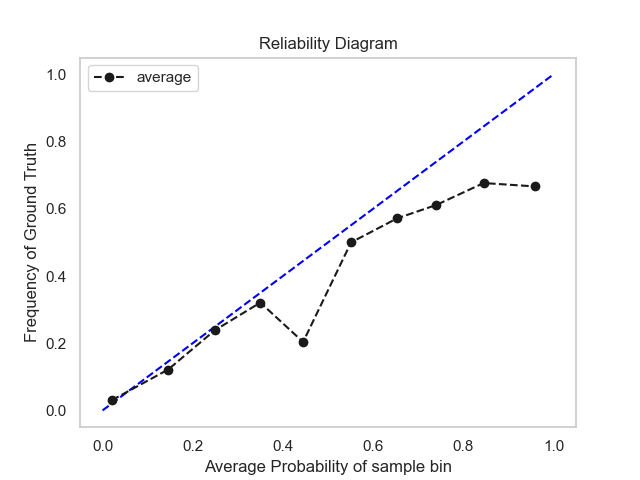 Reliability Diagram
average
1.0
0.8
0.6
0.4
0.2
0.0
Frequency of Ground Truth
0.0 0.2 0.4 0.6 0.8 1.0
Average Probability of sample bin